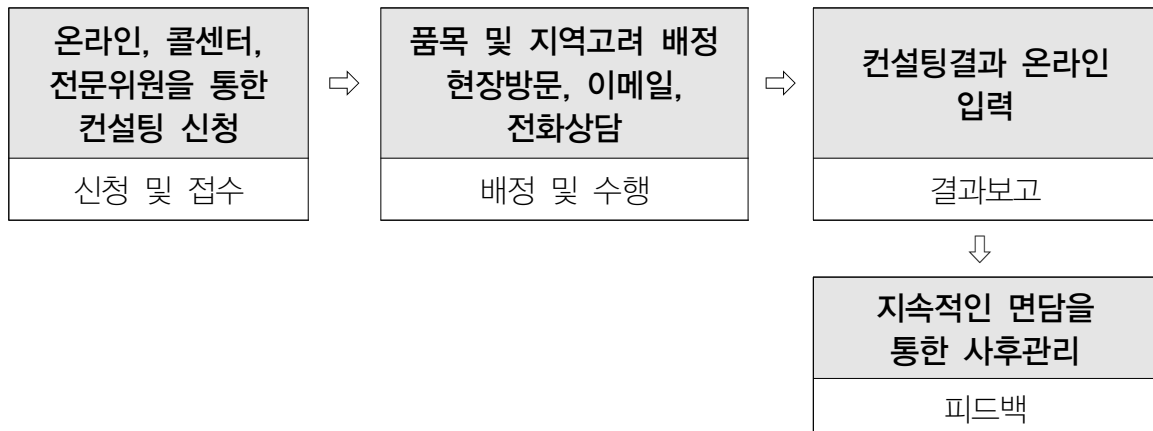 온라인, 콜센터,
전문위원을 통한
컨설팅 신청
신청 및 접수
⇨
품목 및 지역고려 배정
현장방문, 이메일,
전화상담
배정 및 수행
⇨
컨설팅결과 온라인
입력
결과보고
⇩
지속적인 면담을
통한 사후관리
피드백